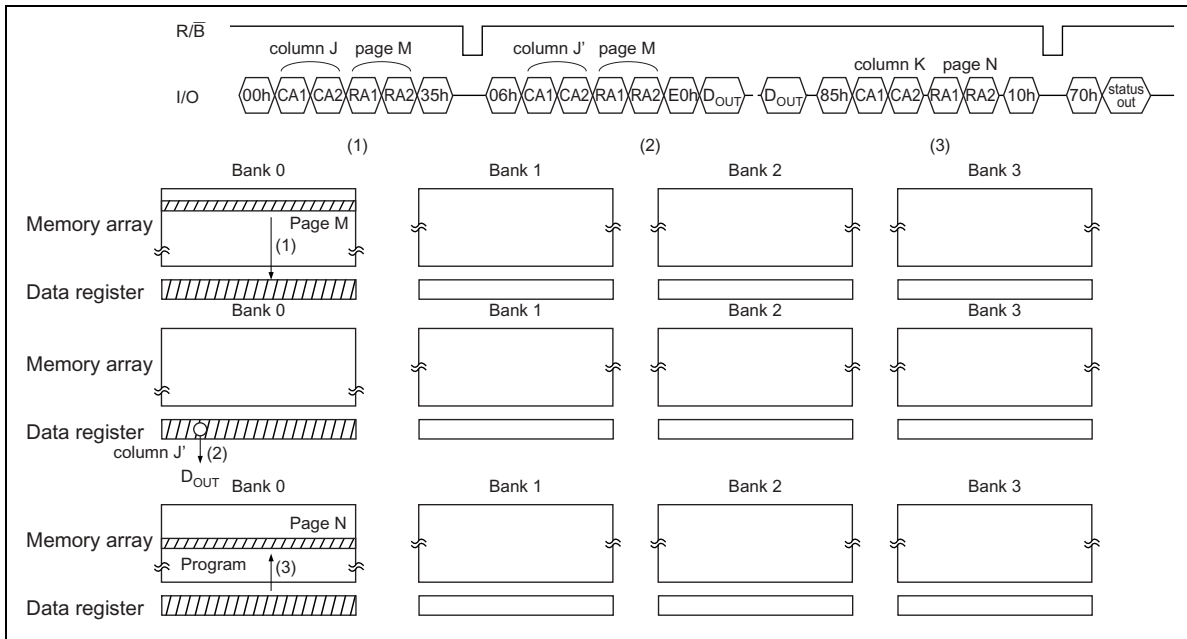 R/B
column J page M column J’ page M column K page N
I/O 00h CA1 CA2 RA1 RA2 35h 06h CA1 CA2 RA1 RA2 E0h DOUT DOUT 85h CA1 CA2 RA1 RA2 10h 70h status out
(1) (2) (3)
Bank 0 Bank 1 Bank 2 Bank 3
Memory array Page M
(1)
Data register
Bank 0 Bank 1 Bank 2 Bank 3
Memory array
Data register
column J’ (2)
DOUT
Bank 0 Bank 1 Bank 2 Bank 3
Page N
Memory array
Program (3)
Data register